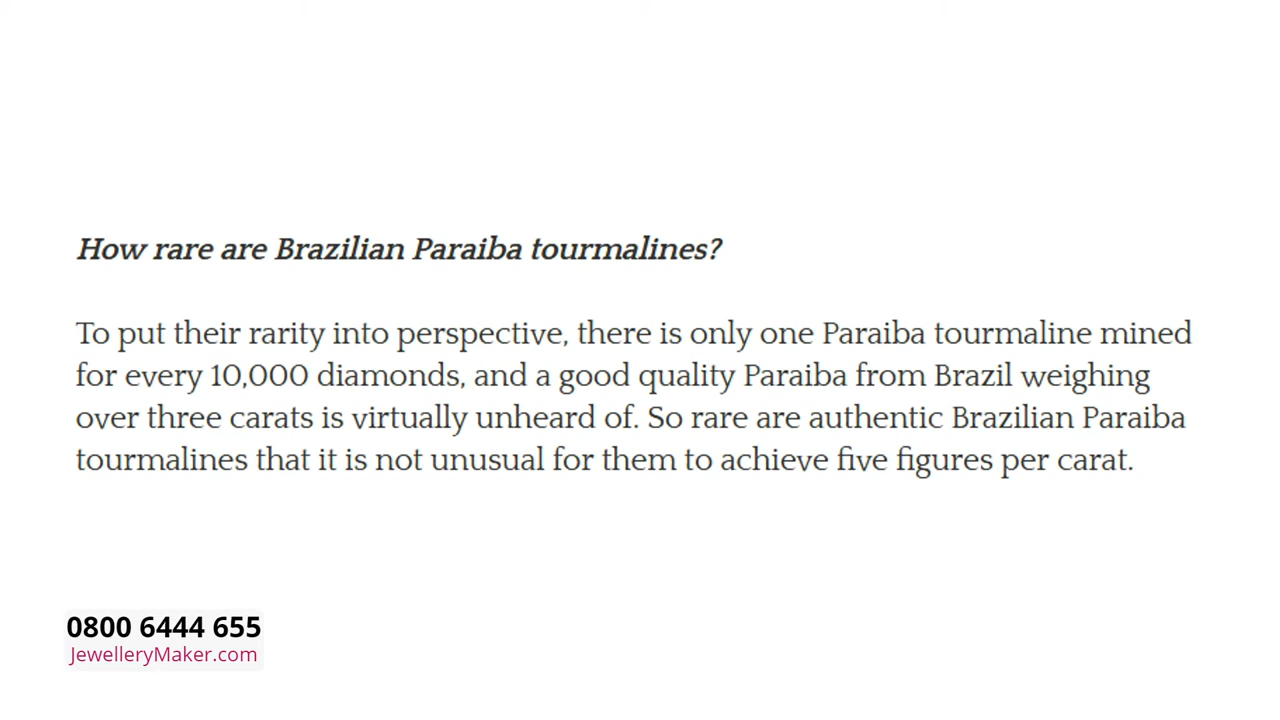 How rare are Brazilian Paraiba tourmalines?
To put their rarity into perspective, there is only one Paraiba tourmaline mined
for every 10,000 diamonds, and a good quality Paraiba from Brazil weighing
over three carats is virtually unheard of. So rare are authentic Brazilian Paraiba
tourmalines that it is not unusual for them to achieve five figures per carat.
0800 6444 655
JewelleryMaker.com